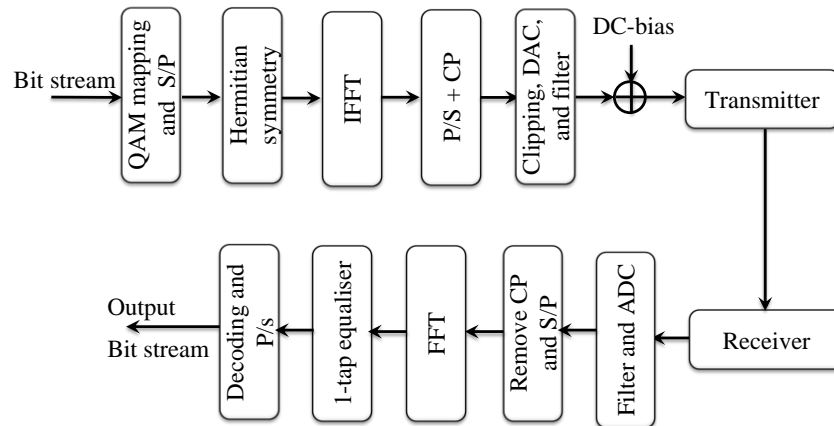 DC-bias
Bit stream
QAM mapping
and S/P
Hermitian
symmetry
IFFT
P/S + CP
Clipping, DAC,
and filter
Transmitter
Output
Bit stream
Decoding and
P/s
1-tap equaliser
FFT
Remove CP
and S/P
Filter and ADC
Receiver